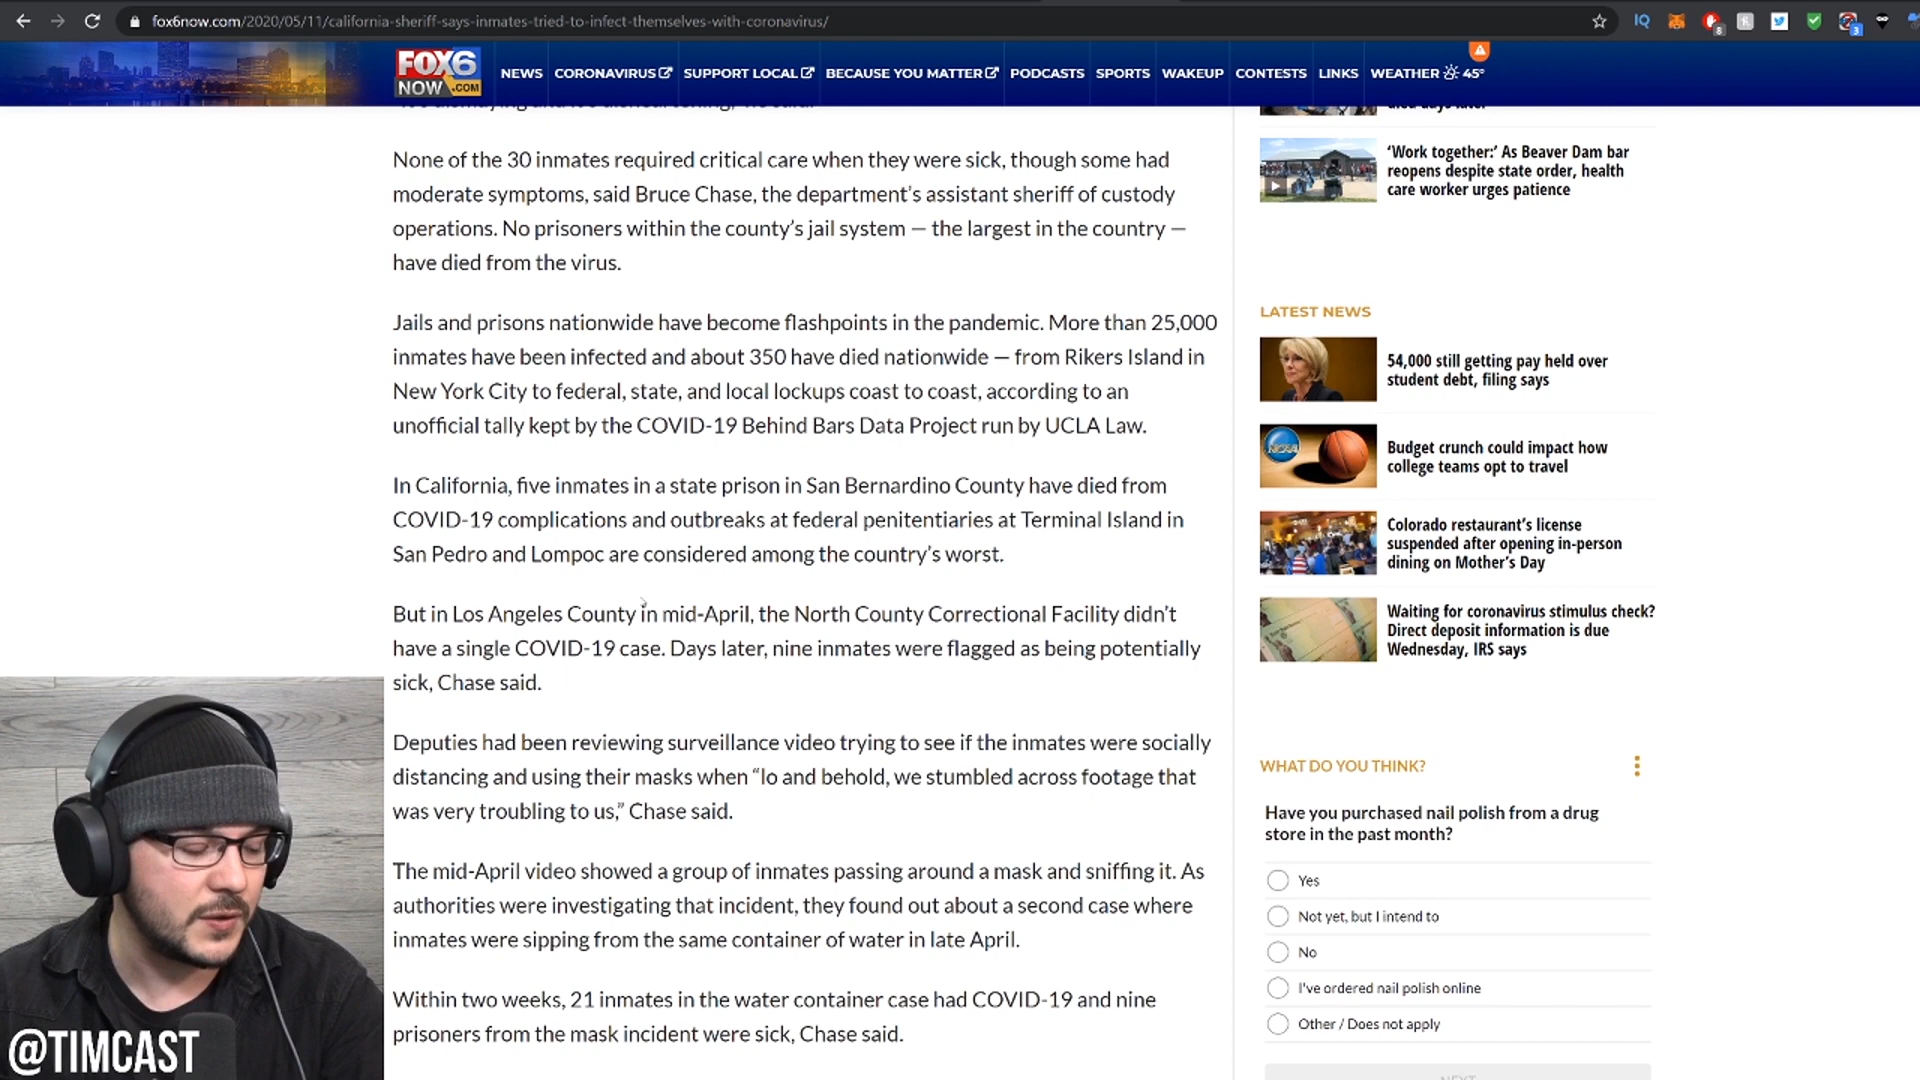 fox6now.com/2020/05/11/california-sheriff-says-inmates-tried-to-infect-themselves-with-coronavirus/
FOX6
NOW .COM
NEWS
CORONAVIRUS
SUPPORT LOCAL
BECAUSE YOU MATTER
PODCASTS
SPORTS
WAKEUP
CONTESTS
LINKS
WEATHER 45°
None of the 30 inmates required critical care when they were sick, though some had
moderate symptoms, said Bruce Chase, the department’s assistant sheriff of custody
operations. No prisoners within the county’s jail system — the largest in the country —
have died from the virus.
Jails and prisons nationwide have become flashpoints in the pandemic. More than 25,000
inmates have been infected and about 350 have died nationwide — from Rikers Island in
New York City to federal, state, and local lockups coast to coast, according to an
unofficial tally kept by the COVID-19 Behind Bars Data Project run by UCLA Law.
In California, five inmates in a state prison in San Bernardino County have died from
COVID-19 complications and outbreaks at federal penitentiaries at Terminal Island in
San Pedro and Lompoc are considered among the country’s worst.
But in Los Angeles County in mid-April, the North County Correctional Facility didn’t
have a single COVID-19 case. Days later, nine inmates were flagged as being potentially
sick, Chase said.
Deputies had been reviewing surveillance video trying to see if the inmates were socially
distancing and using their masks when “lo and behold, we stumbled across footage that
was very troubling to us,” Chase said.
The mid-April video showed a group of inmates passing around a mask and sniffing it. As
authorities were investigating that incident, they found out about a second case where
inmates were sipping from the same container of water in late April.
Within two weeks, 21 inmates in the water container case had COVID-19 and nine
prisoners from the mask incident were sick, Chase said.
‘Work together:’ As Beaver Dam bar
reopens despite state order, health
care worker urges patience
LATEST NEWS
54,000 still getting pay held over
student debt, filing says
NCAA
Budget crunch could impact how
college teams opt to travel
Colorado restaurant’s license
suspended after opening in-person
dining on Mother’s Day
Waiting for coronavirus stimulus check?
Direct deposit information is due
Wednesday, IRS says
WHAT DO YOU THINK?
Have you purchased nail polish from a drug
store in the past month?
Yes
Not yet, but I intend to
No
I've ordered nail polish online
Other / Does not apply
@TIMCAST